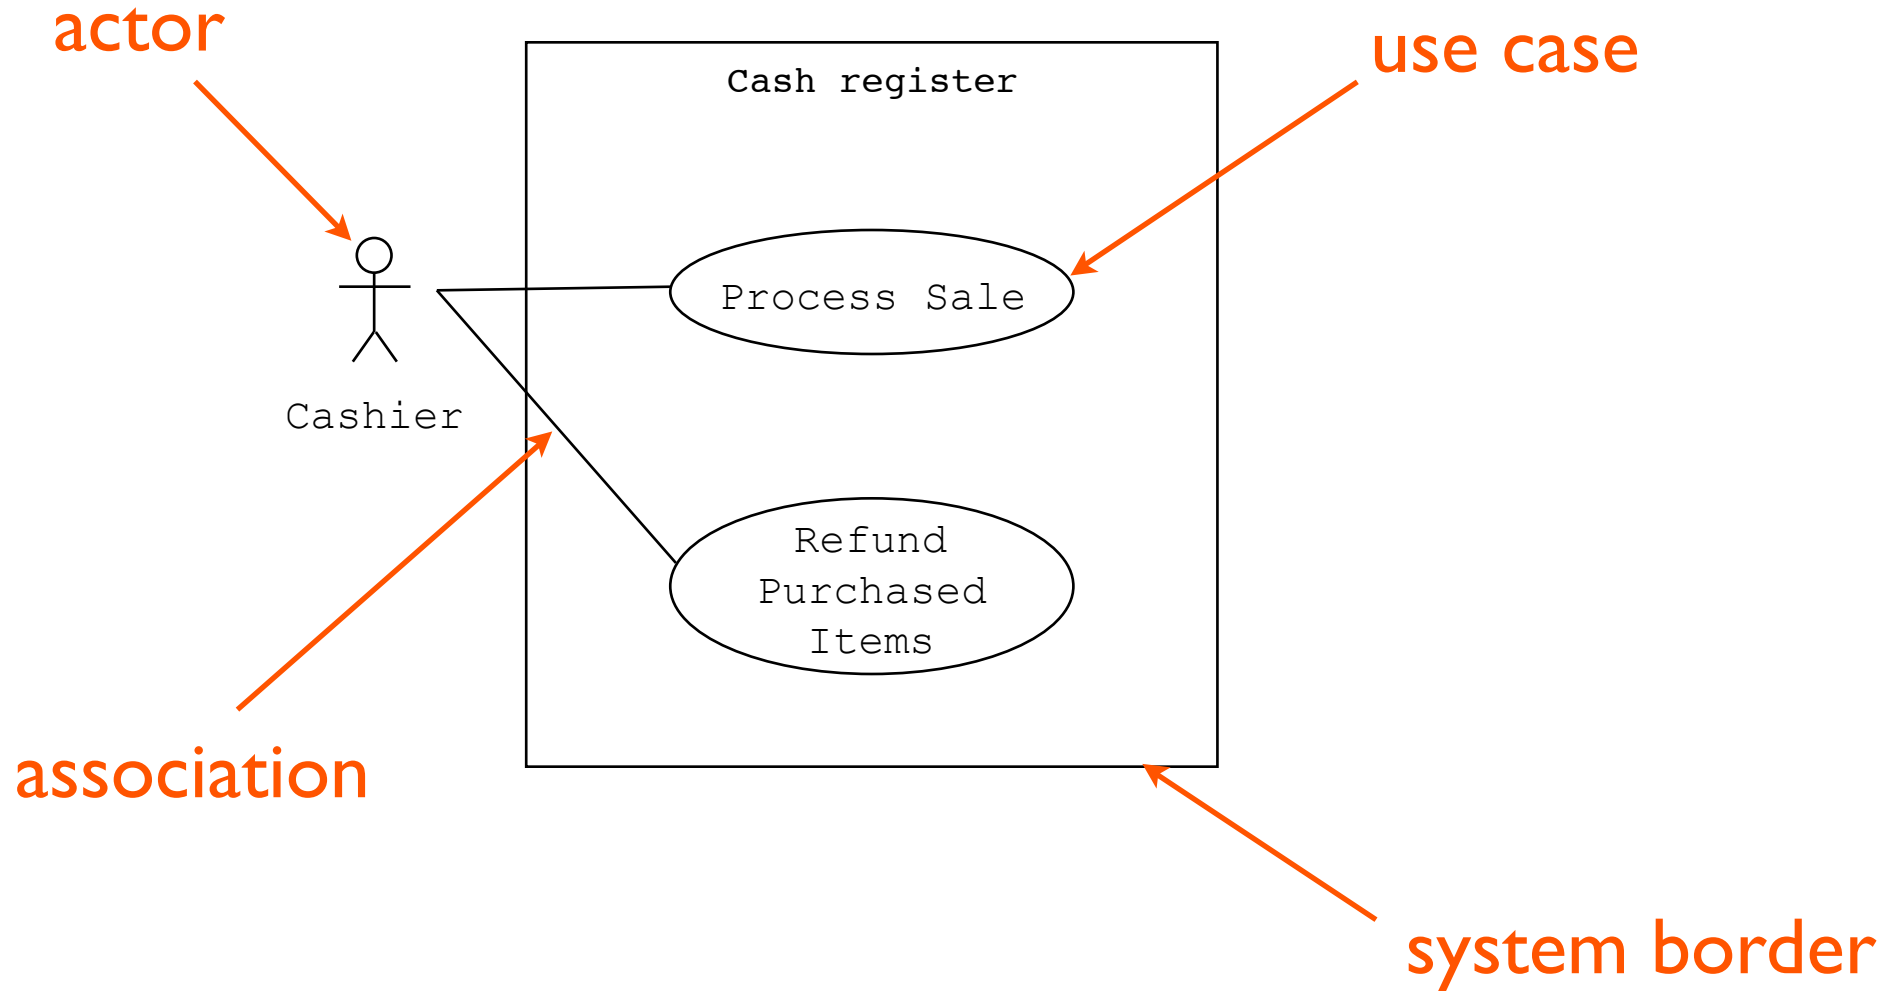 actor
use case
Cash register
Process Sale
Cashier
Refund
Purchased
Items
association
system border